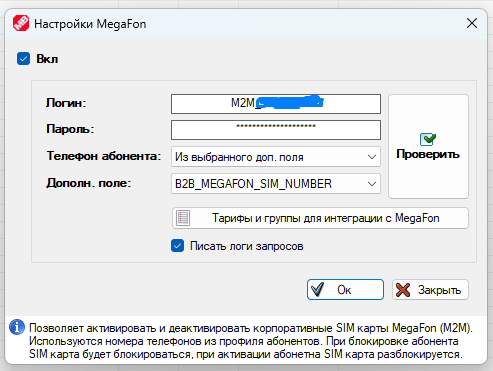 MB Настройки MegaFon
Вкл
Логин: M2M_
Пароль: ********************
Телефон абонента: Из выбранного доп. поля
Дополн. поле: B2B_MEGAFON_SIM_NUMBER
Проверить
Тарифы и группы для интеграции с MegaFon
Писать логи запросов
Ок Закрыть
Позволяет активировать и деактивировать корпоративные SIM карты MegaFon (M2M).
Используются номера телефонов из профиля абонентов. При блокировке абонента
SIM карта будет блокироваться, при активации абонетна SIM карта разблокируется.